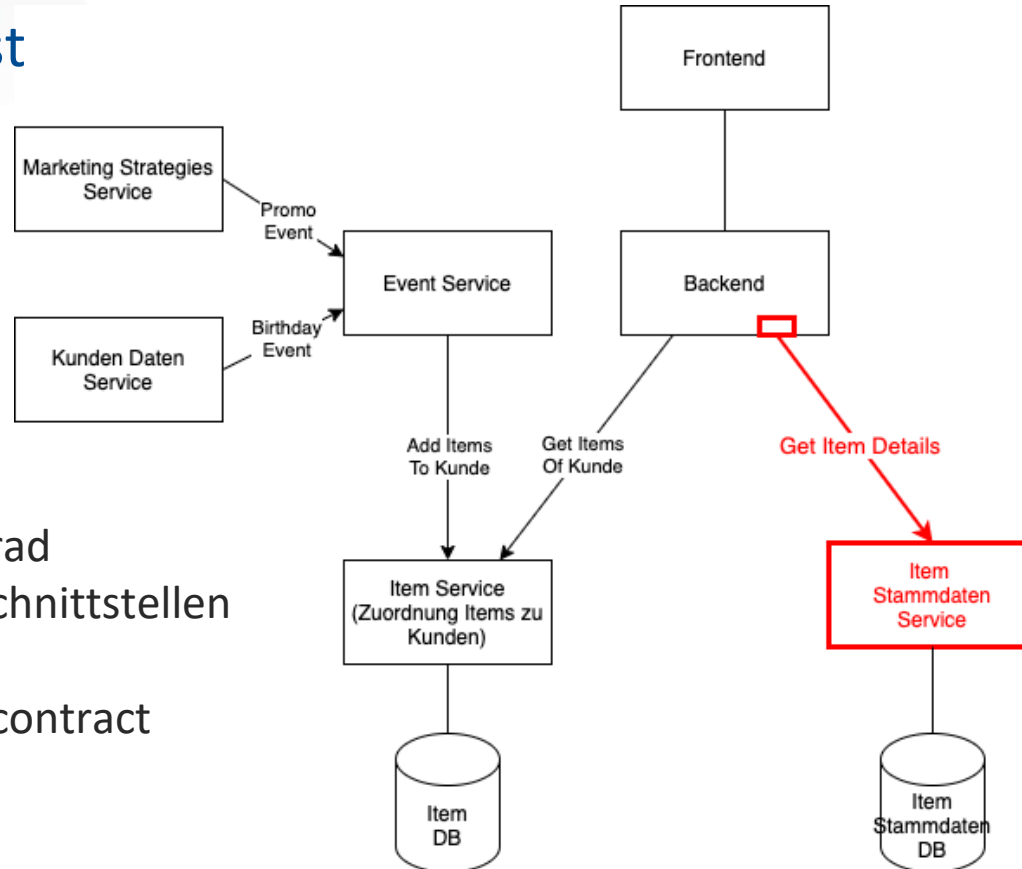 st
Frontend
Marketing Strategies
Service
Promo
Event
Event Service
Backend
Birthday
Event
Kunden Daten
Service
Add Items
To Kunde
Get Items
Of Kunde
Get Item Details
rad
chnittstellen
contract
Item Service
(Zuordnung Items zu
Kunden)
Item
Stammdaten
Service
Item
DB
Item
Stammdaten
DB